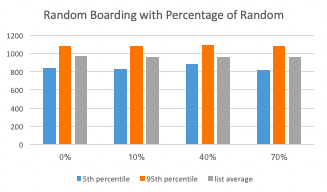 Random Boarding with Percentage of Random
1200
1000
800
600
400
200
0
0% 10% 40% 70%
5th percentile 95th percentile list average